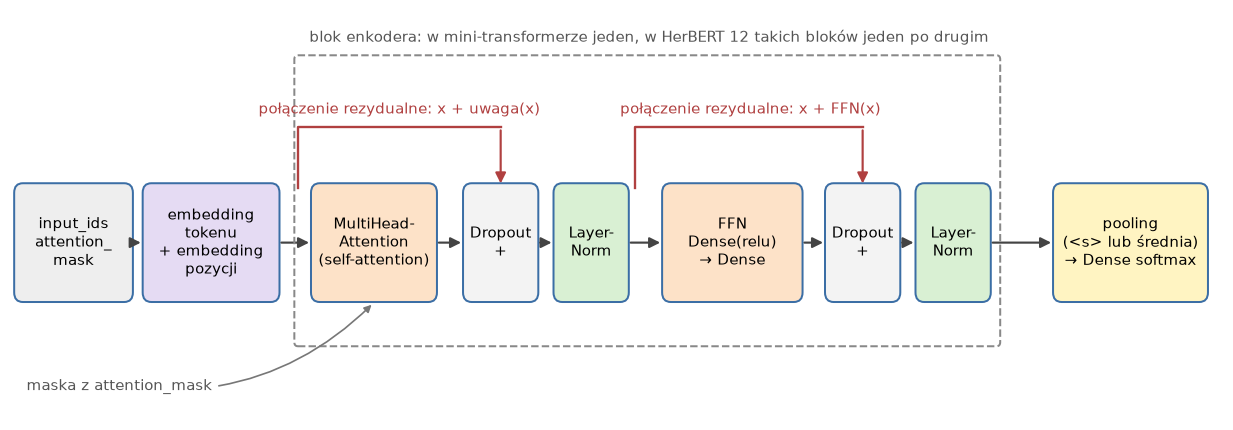 blok enkodera: w mini-transformerze jeden, w HerBERT 12 takich bloków jeden po drugim
połączenie rezydualne: x + uwaga(x)
połączenie rezydualne: x + FFN(x)
input_ids
attention_
mask
embedding
tokenu
+ embedding
pozycji
MultiHead-
Attention
(self-attention)
Dropout
+
Layer-
Norm
FFN
Dense(relu)
→ Dense
Dropout
+
Layer-
Norm
pooling
(<s> lub średnia)
→ Dense softmax
maska z attention_mask